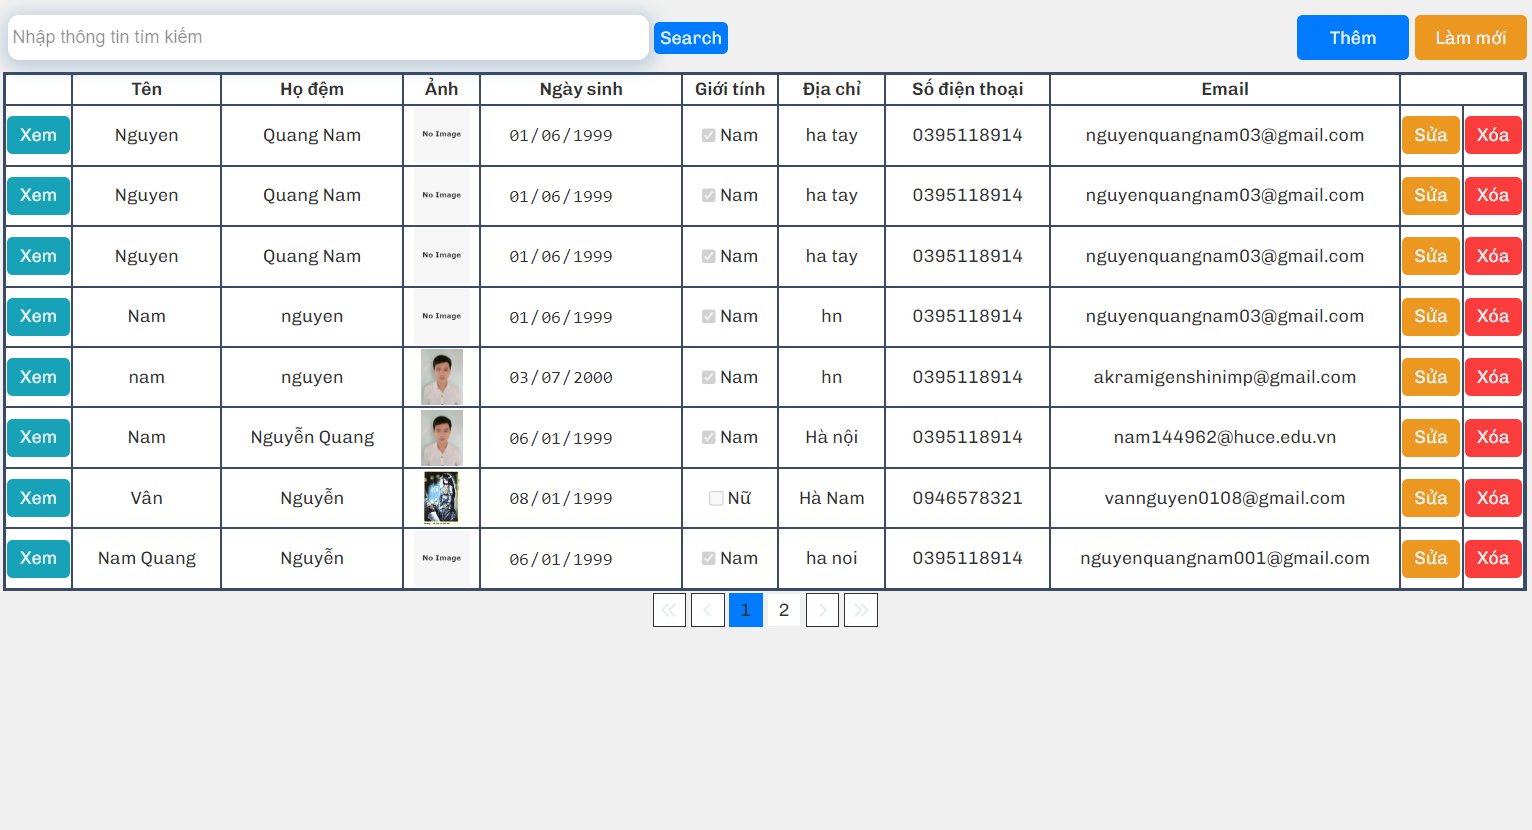 Nhập thông tin tìm kiếm Search Thêm Làm mới
Tên Họ đệm Ảnh Ngày sinh Giới tính Địa chỉ Số điện thoại Email
Xem Nguyen Quang Nam No Image 01/06/1999 Nam ha tay 0395118914 nguyenquangnam03@gmail.com Sửa Xóa
Xem Nguyen Quang Nam No Image 01/06/1999 Nam ha tay 0395118914 nguyenquangnam03@gmail.com Sửa Xóa
Xem Nguyen Quang Nam No Image 01/06/1999 Nam ha tay 0395118914 nguyenquangnam03@gmail.com Sửa Xóa
Xem Nam nguyen No Image 01/06/1999 Nam hn 0395118914 nguyenquangnam03@gmail.com Sửa Xóa
Xem nam nguyen 03/07/2000 Nam hn 0395118914 akramigenshinimp@gmail.com Sửa Xóa
Xem Nam Nguyễn Quang 06/01/1999 Nam Hà nội 0395118914 nam144962@huce.edu.vn Sửa Xóa
Xem Vân Nguyễn 08/01/1999 Nữ Hà Nam 0946578321 vannguyen0108@gmail.com Sửa Xóa
Xem Nam Quang Nguyễn No Image 06/01/1999 Nam ha noi 0395118914 nguyenquangnam001@gmail.com Sửa Xóa
1 2